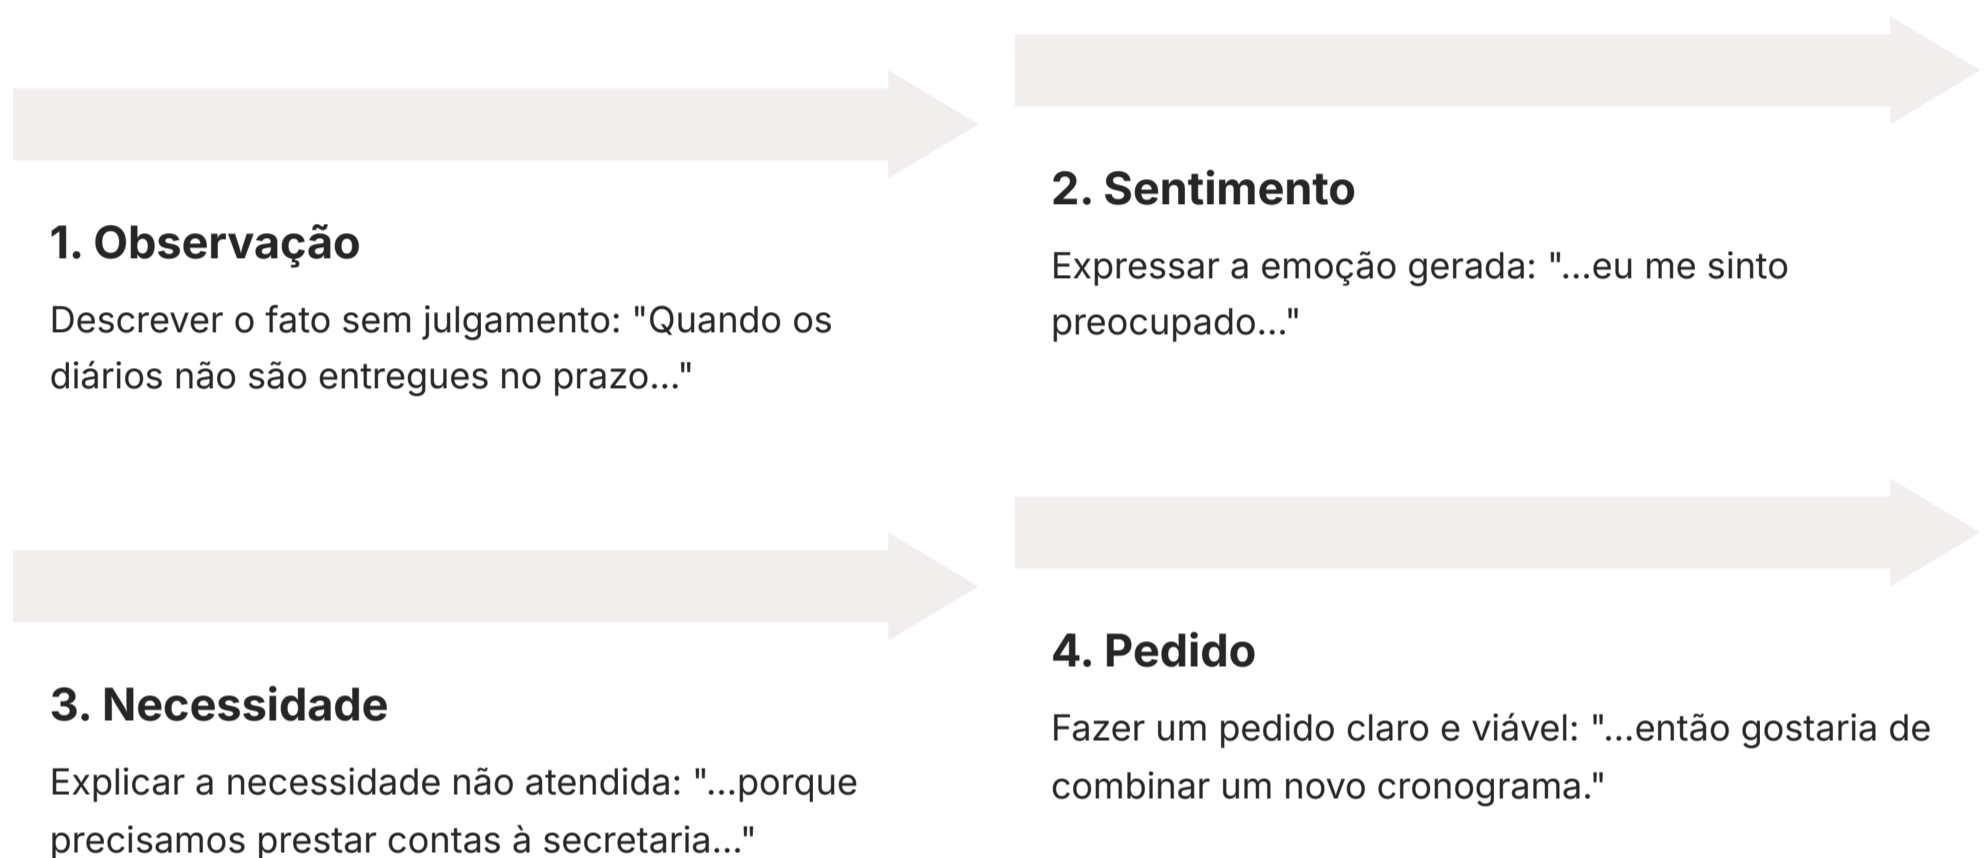 1. Observação
Descrever o fato sem julgamento: "Quando os
diários não são entregues no prazo..."
2. Sentimento
Expressar a emoção gerada: "...eu me sinto
preocupado..."
3. Necessidade
Explicar a necessidade não atendida: "...porque
precisamos prestar contas à secretaria..."
4. Pedido
Fazer um pedido claro e viável: "...então gostaria de
combinar um novo cronograma."